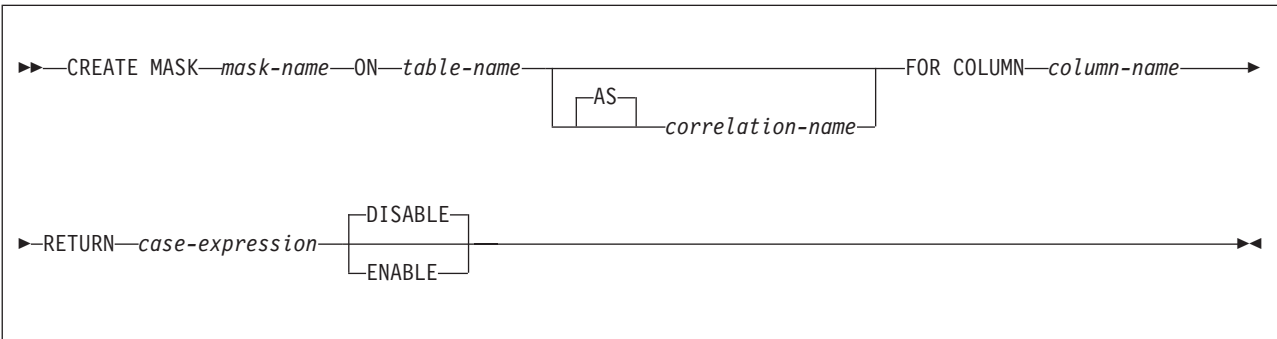 CREATE MASK mask-name ON table-name FOR COLUMN column-name
AS
correlation-name
DISABLE
RETURN case-expression
ENABLE